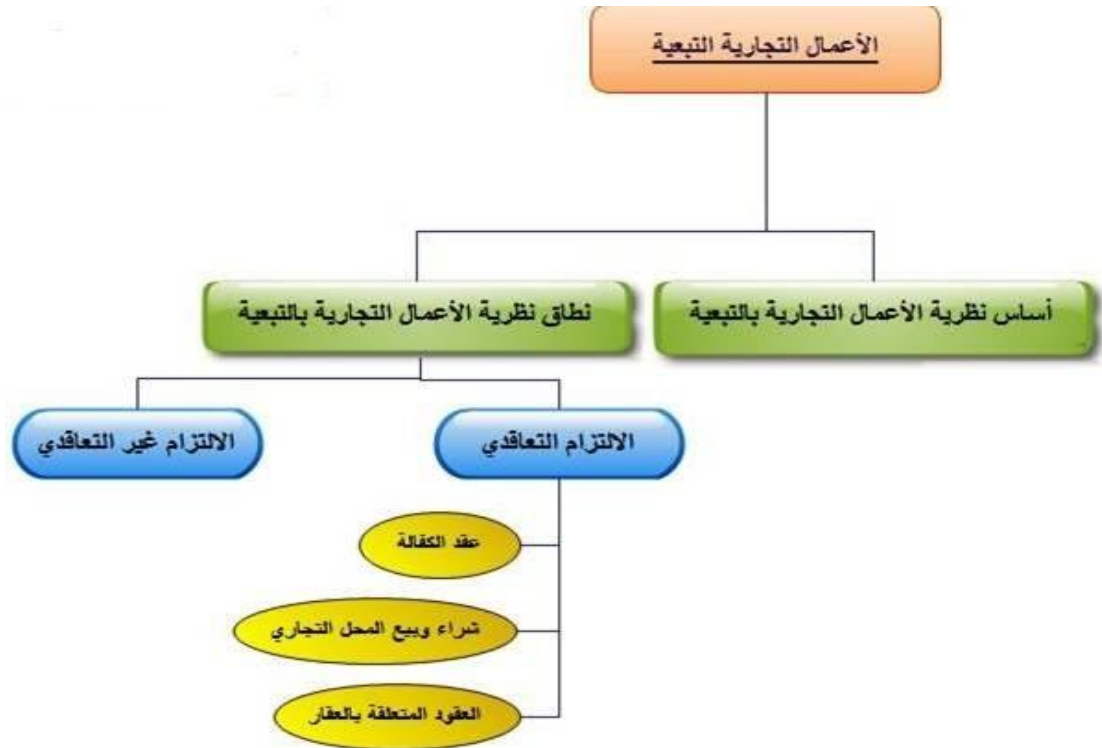 الأعمال التجارية التبعية
أساس نظرية الأعمال التجارية بالتبعية
نطاق نظرية الأعمال التجارية بالتبعية
الالتزام التعاقدي
الالتزام غير التعاقدي
عقد الكفالة
شراء وبيع المحل التجاري
العقود المتعلقة بالعقار